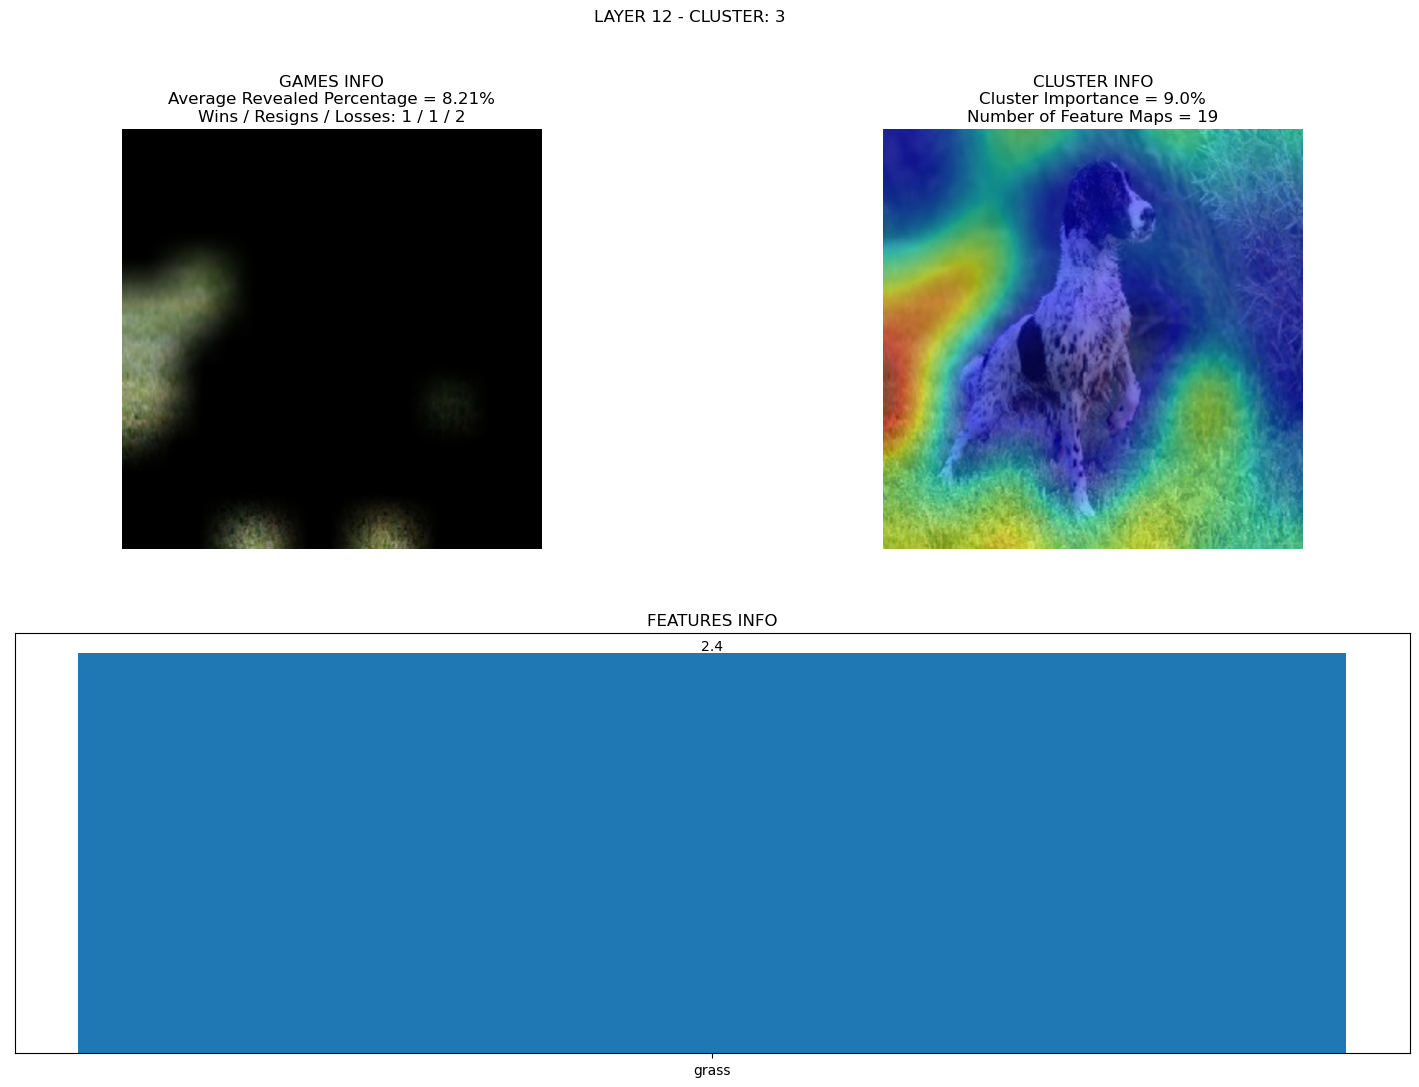 LAYER 12 - CLUSTER: 3
GAMES INFO
Average Revealed Percentage = 8.21%
Wins / Resigns / Losses: 1 / 1 / 2
CLUSTER INFO
Cluster Importance = 9.0%
Number of Feature Maps = 19
FEATURES INFO
2.4
grass